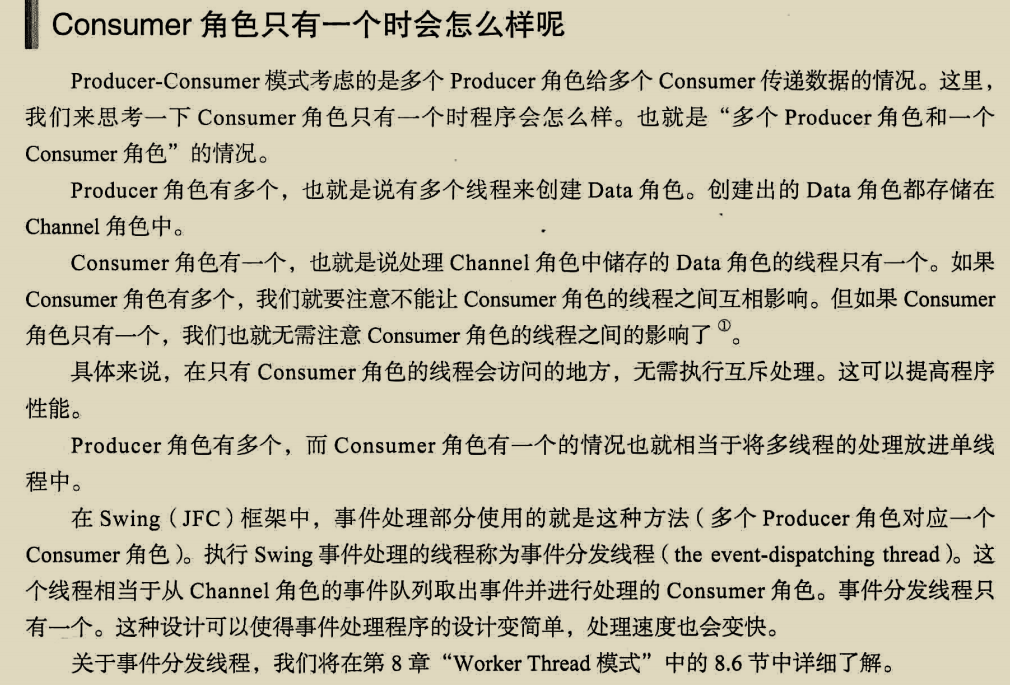 Consumer 角色只有一个时会怎么样呢
Producer-Consumer 模式考虑的是多个 Producer 角色给多个 Consumer 传递数据的情况。这里，
我们来思考一下 Consumer 角色只有一个时程序会怎么样。也就是“多个 Producer 角色和一个
Consumer 角色”的情况。
Producer 角色有多个，也就是说有多个线程来创建 Data 角色。创建出的 Data 角色都存储在
Channel 角色中。
Consumer 角色有一个，也就是说处理 Channel 角色中储存的 Data 角色的线程只有一个。如果
Consumer 角色有多个，我们就要注意不能让 Consumer 角色的线程之间互相影响。但如果 Consumer
角色只有一个，我们也就无需注意 Consumer 角色的线程之间的影响了①。
具体来说，在只有 Consumer 角色的线程会访问的地方，无需执行互斥处理。这可以提高程序
性能。
Producer 角色有多个，而 Consumer 角色有一个的情况也就相当于将多线程的处理放进单线
程中。
在 Swing（JFC）框架中，事件处理部分使用的就是这种方法（多个 Producer 角色对应一个
Consumer 角色）。执行 Swing 事件处理的线程称为事件分发线程（the event-dispatching thread）。这
个线程相当于从 Channel 角色的事件队列取出事件并进行处理的 Consumer 角色。事件分发线程只
有一个。这种设计可以使得事件处理程序的设计变简单，处理速度也会变快。
关于事件分发线程，我们将在第 8 章“Worker Thread 模式”中的 8.6 节中详细了解。